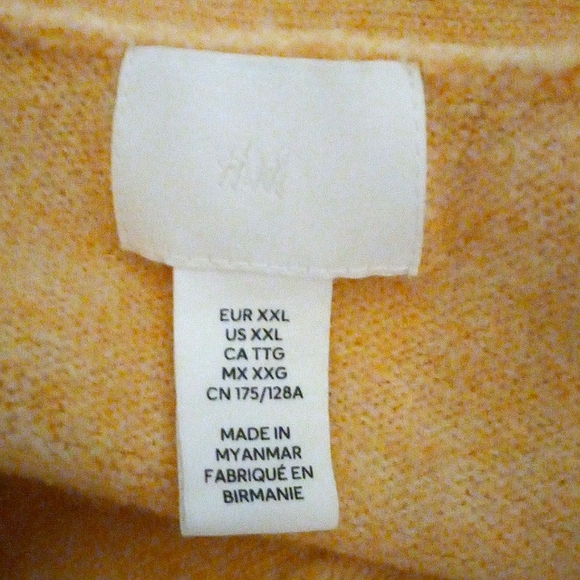 H&M
EUR XXL
US XXL
CA TTG
MX XXG
CN 175/128A
MADE IN
MYANMAR
FABRIQUÉ EN
BIRMANIE